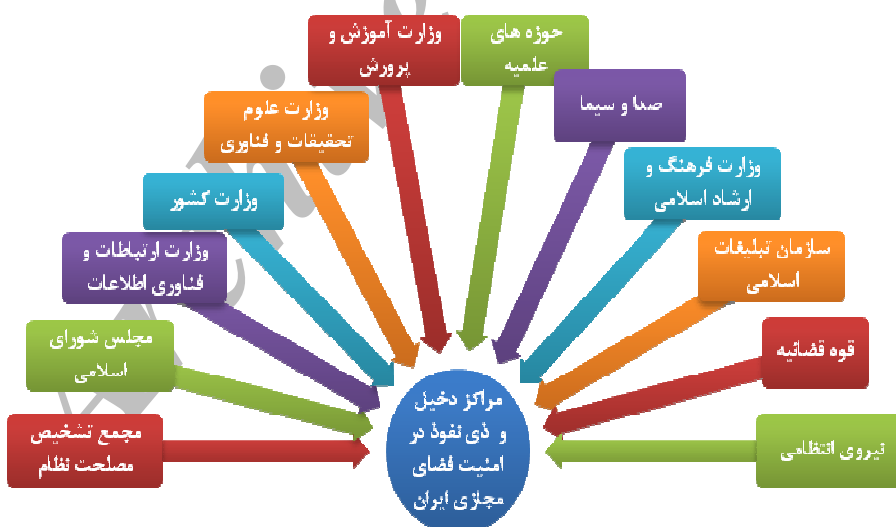 حوزه های
علمیه
وزارت آموزش و
پرورش
صدا و سیما
وزارت علوم
تحقیقات و فناوری
وزارت فرهنگ و
ارشاد اسلامی
وزارت کشور
سازمان تبلیغات
اسلامی
وزارت ارتباطات و
فناوری اطلاعات
قوه قضائیه
مجلس شورای
اسلامی
نیروی انتظامی
مجمع تشخیص
مصلحت نظام
مراکز دخیل
و ذی نفوذ در
امنیت فضای
مجازی ایران